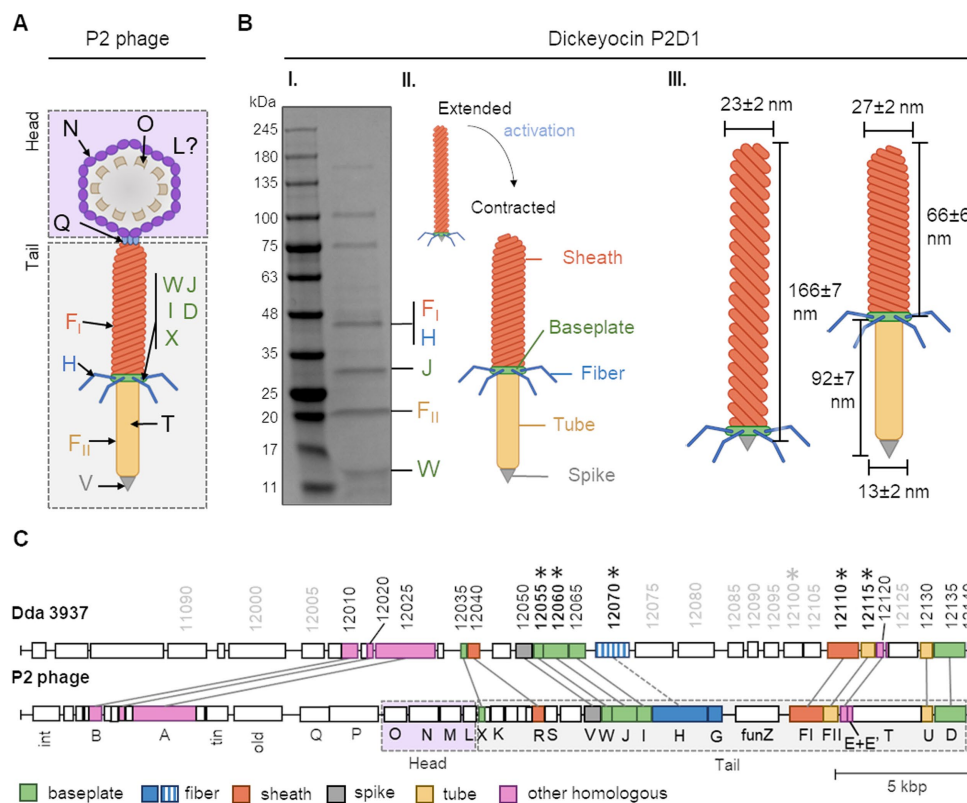 A
P2 phage
Head
N
O
L?
Q
Tail
W J
I D
X
F_I
H
T
F_II
V
B
Dickeyocin P2D1
I.
kDa
245
180
135
100
75
63
48
35
25
20
17
11
F_I
H
J
F_II
W
II.
Extended
activation
Contracted
Sheath
Baseplate
Fiber
Tube
Spike
III.
23±2 nm
166±7
nm
27±2 nm
66±6
nm
92±7
nm
13±2 nm
C
Dda 3937
11090
12000
12005
12010
12020
12025
12035
12040
12050
12055 *
12060 *
12065
12070 *
12075
12080
12085
12090
12095
12100 *
12105
12110 *
12115 *
12120
12125
12130
12135
P2 phage
int B A tin old Q P O N M L X K R S V W J I H G funZ FI FII E+E' T U D
Head
Tail
5 kbp
baseplate fiber sheath spike tube other homologous